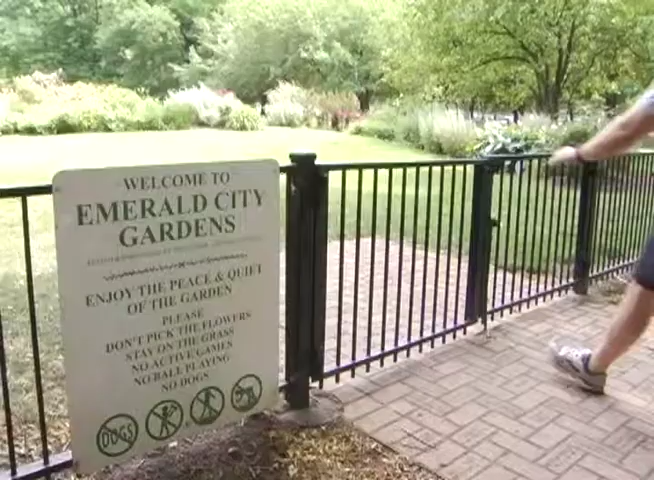 WELCOME TO
EMERALD CITY
GARDENS
ENJOY THE PEACE & QUIET
OF THE GARDEN
PLEASE
DON'T PICK THE FLOWERS
STAY ON THE GRASS
NO ACTIVE GAMES
NO BALL PLAYING
NO DOGS
DOGS